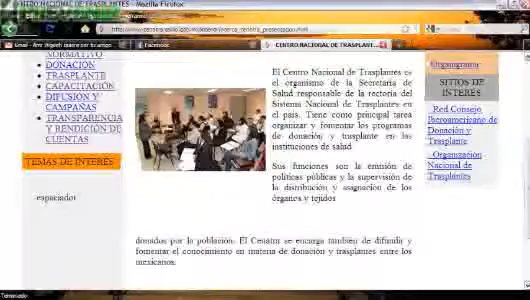 CENTRO NACIONAL DE TRASPLANTES - Mozilla Firefox
Facebook
CENTRO NACIONAL DE TRASPLANT...
NORMATIVO
DONACIÓN
TRASPLANTE
CAPACITACIÓN
DIFUSIÓN Y
CAMPAÑAS
TRANSPARENCIA
Y RENDICIÓN DE
CUENTAS
TEMAS DE INTERÉS
espaciador
El Centro Nacional de Trasplantes es
el organismo de la Secretaría de
Salud responsable de la rectoría del
Sistema Nacional de Trasplantes en
el país. Tiene como principal tarea
organizar y fomentar los programas
de donación y trasplante en las
instituciones de salud
Sus funciones son la emisión de
políticas públicas y la supervisión de
la distribución y asignación de los
órganos y tejidos
donados por la población. El Cenatra se encarga también de difundir y
fomentar el conocimiento en materia de donación y trasplantes entre los
mexicanos.
Organigrama
SITIOS DE
INTERÉS
Red Consejo
Iberoamericano de
Donación y
Trasplante
Organización
Nacional de
Trasplantes
Terminado